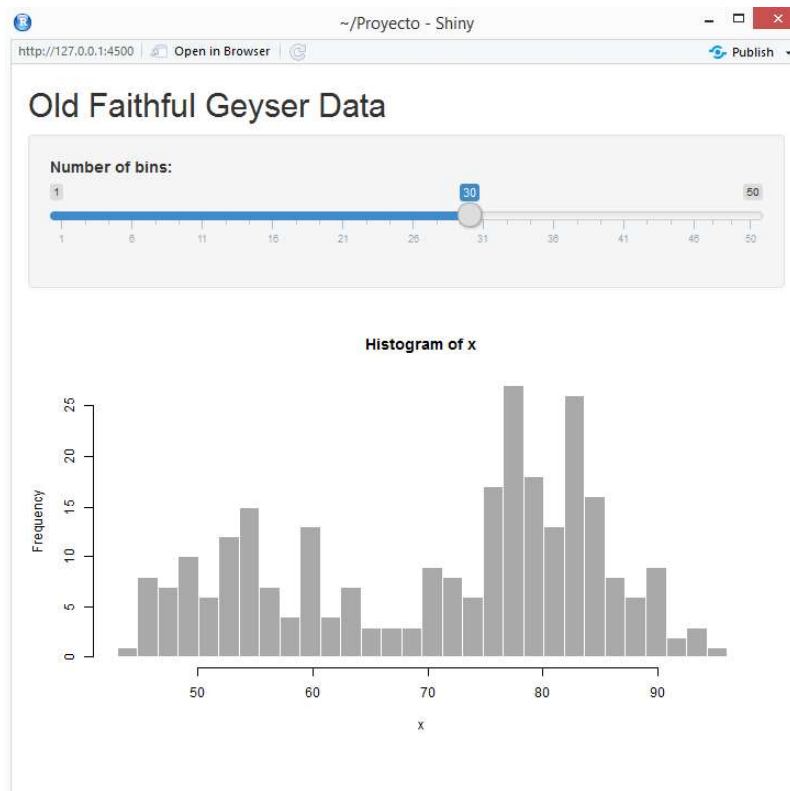 ~/Proyecto - Shiny
http://127.0.0.1:4500 Open in Browser Publish
Old Faithful Geyser Data
Number of bins:
1 30 50
1 6 11 16 21 26 31 36 41 46 50
Histogram of x
Frequency
25
20
15
10
5
0
50 60 70 80 90
x